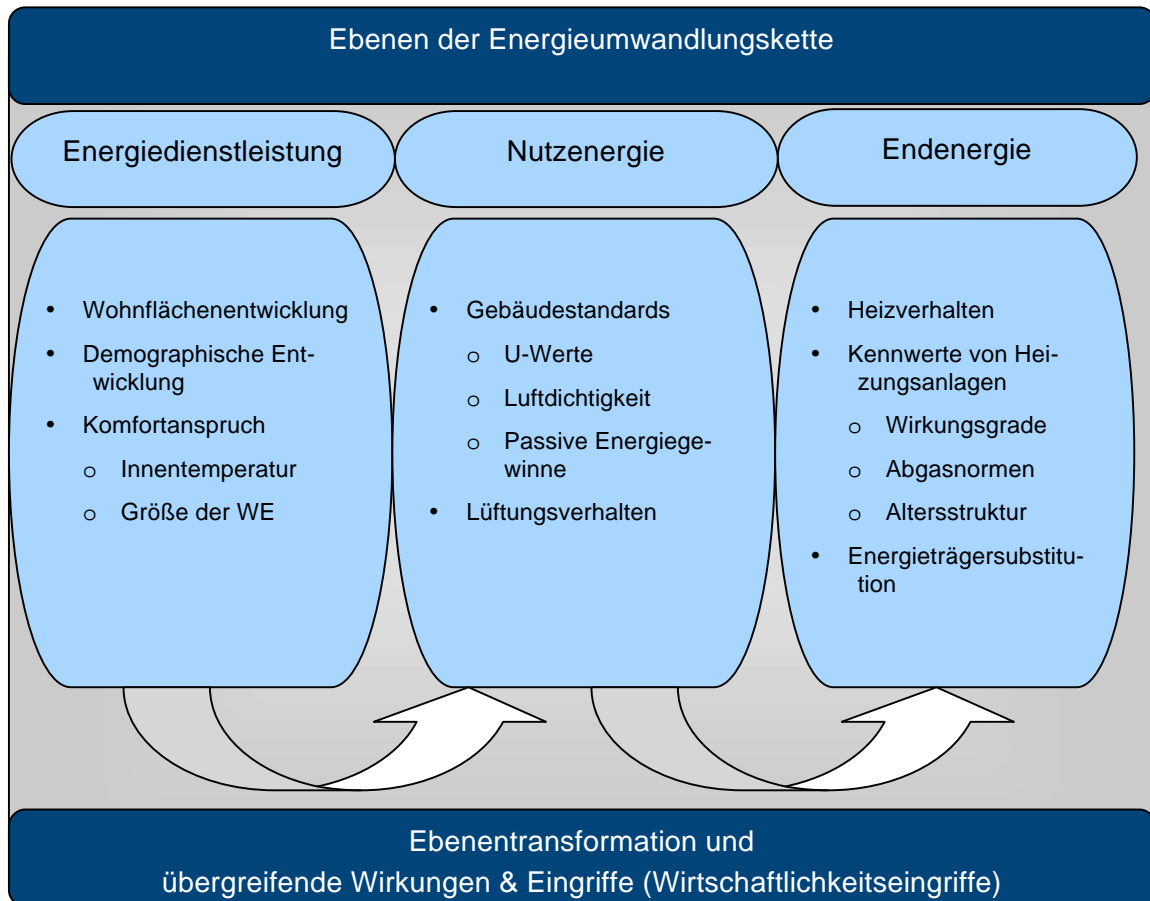 Ebenen der Energieumwandlungskette
Energiedienstleistung
Nutzenergie
Endenergie
• Wohnflächenentwicklung
• Demographische Ent-
wicklung
• Komfortanspruch
o Innentemperatur
o Größe der WE
• Gebäudestandards
o U-Werte
o Luftdichtigkeit
o Passive Energiege-
winne
• Lüftungsverhalten
• Heizverhalten
• Kennwerte von Hei-
zungsanlagen
o Wirkungsgrade
o Abgasnormen
o Altersstruktur
• Energieträgersubstitu-
tion
Ebenentransformation und
übergreifende Wirkungen & Eingriffe (Wirtschaftlichkeitseingriffe)